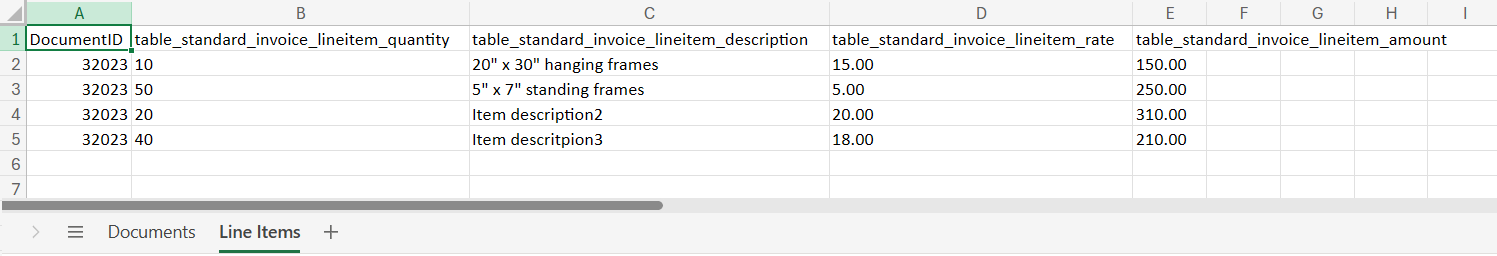 A B C D E F G H I
1 DocumentID table_standard_invoice_lineitem_quantity table_standard_invoice_lineitem_description table_standard_invoice_lineitem_rate table_standard_invoice_lineitem_amount
2 32023 10 20" x 30" hanging frames 15.00 150.00
3 32023 50 5" x 7" standing frames 5.00 250.00
4 32023 20 Item description2 20.00 310.00
5 32023 40 Item descritpion3 18.00 210.00
6
7
Documents Line Items